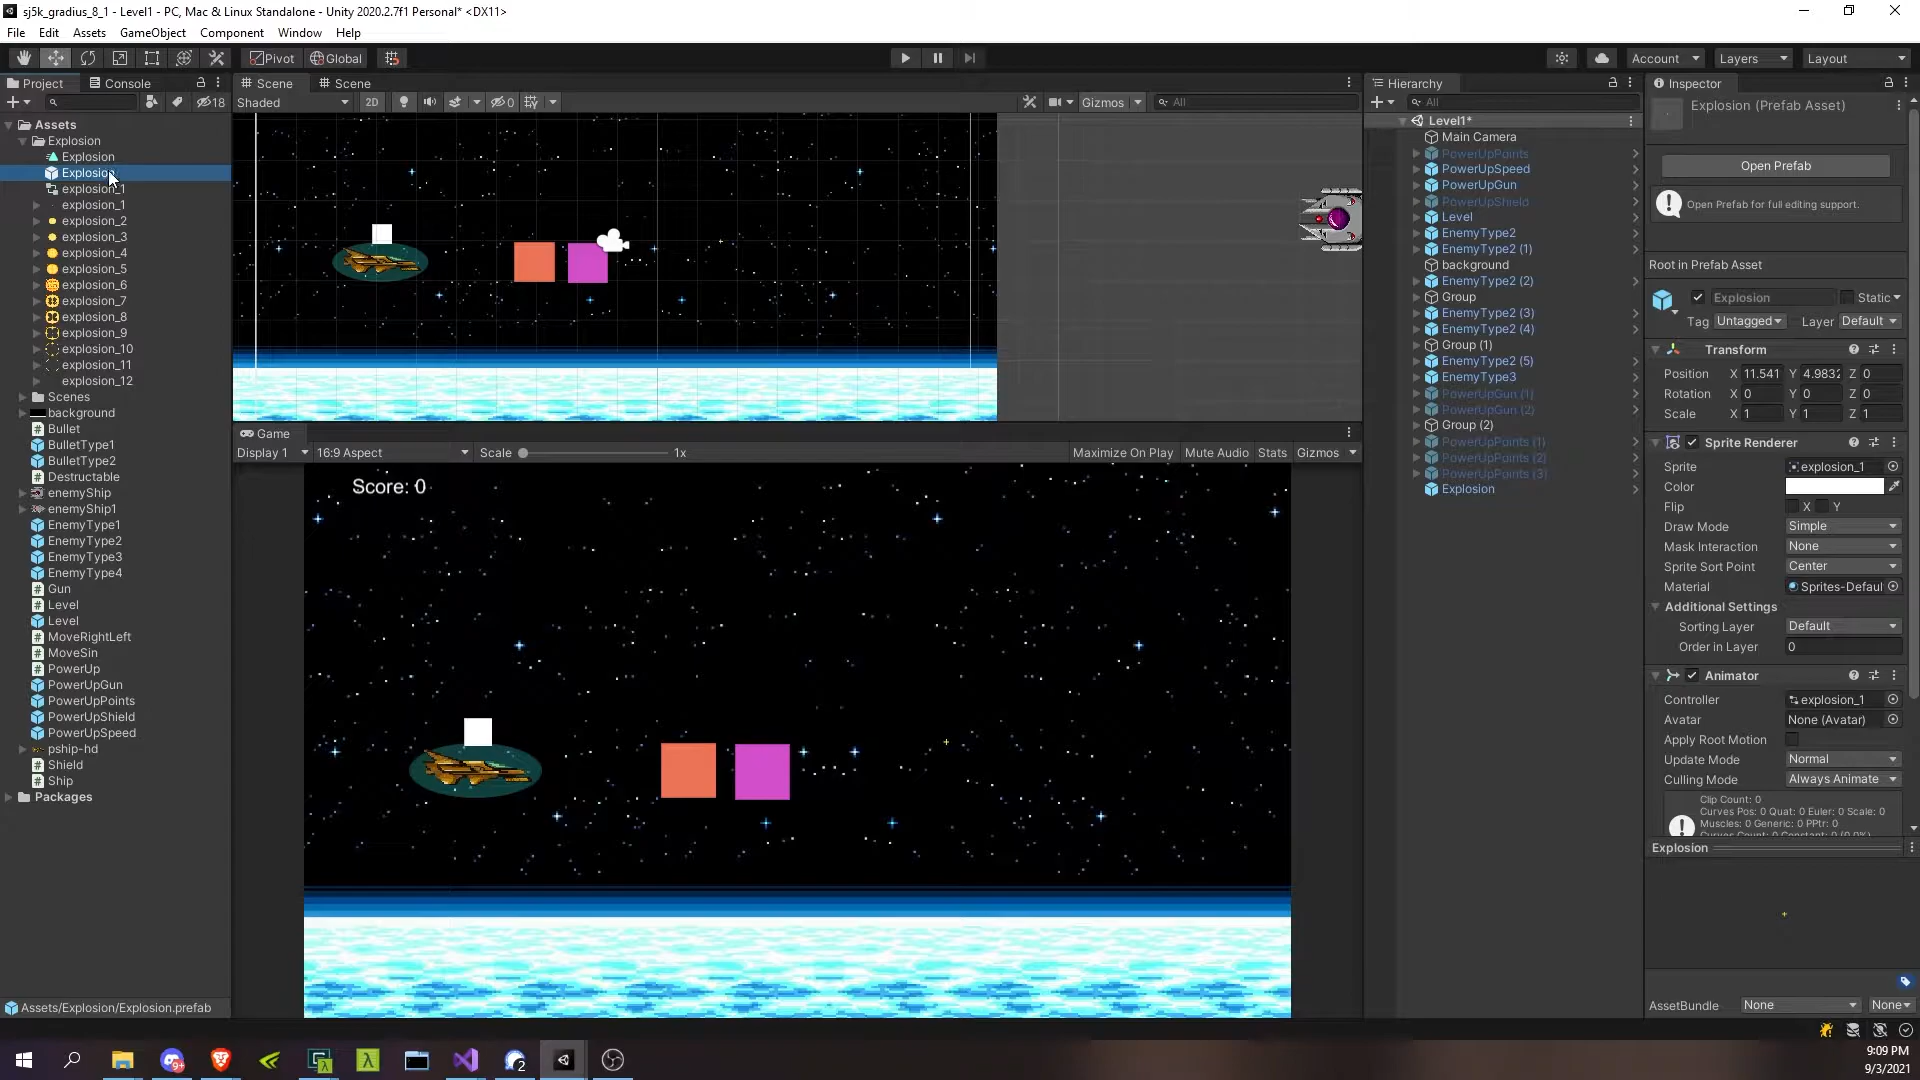 sj5k_gradius_8_1 - Level1 - PC, Mac & Linux Standalone - Unity 2020.2.7f1 Personal* <DX11>
File Edit Assets GameObject Component Window Help
Pivot Global Account Layers Layout
Project Console
18
Assets
Explosion
Explosion
Explosion
explosion_1
explosion_1
explosion_2
explosion_3
explosion_4
explosion_5
explosion_6
explosion_7
explosion_8
explosion_9
explosion_10
explosion_11
explosion_12
Scenes
background
Bullet
BulletType1
BulletType2
Destructable
enemyShip
enemyShip1
EnemyType1
EnemyType2
EnemyType3
EnemyType4
Gun
Level
Level
MoveRightLeft
MoveSin
PowerUp
PowerUpGun
PowerUpPoints
PowerUpShield
PowerUpSpeed
pship-hd
Shield
Ship
Packages
Assets/Explosion/Explosion.prefab
Scene Scene
Shaded 2D 0 Gizmos All
Game
Display 1 16:9 Aspect Scale 1x Maximize On Play Mute Audio Stats Gizmos
Score: 0
Hierarchy
All
Level1*
Main Camera
PowerUpPoints
PowerUpSpeed
PowerUpGun
PowerUpShield
Level
EnemyType2
EnemyType2 (1)
background
EnemyType2 (2)
Group
EnemyType2 (3)
EnemyType2 (4)
Group (1)
EnemyType2 (5)
EnemyType3
PowerUpGun (1)
PowerUpGun (2)
Group (2)
PowerUpPoints (1)
PowerUpPoints (2)
PowerUpPoints (3)
Explosion
Inspector
Explosion (Prefab Asset)
Open Prefab
Open Prefab for full editing support.
Root in Prefab Asset
Explosion Static
Tag Untagged Layer Default
Transform
Position X 11.541 Y 4.9832 Z 0
Rotation X 0 Y 0 Z 0
Scale X 1 Y 1 Z 1
Sprite Renderer
Sprite explosion_1
Color
Flip X Y
Draw Mode Simple
Mask Interaction None
Sprite Sort Point Center
Material Sprites-Defaul
Additional Settings
Sorting Layer Default
Order in Layer 0
Animator
Controller explosion_1
Avatar None (Avatar)
Apply Root Motion
Update Mode Normal
Culling Mode Always Animate
Clip Count: 0
Curves Pos: 0 Quat: 0 Euler: 0 Scale: 0
Muscles: 0 Generic: 0 PPtr: 0
Curves Count: 0 Constant: 0 (0.0%)
Explosion
AssetBundle None None
9:09 PM
9/3/2021